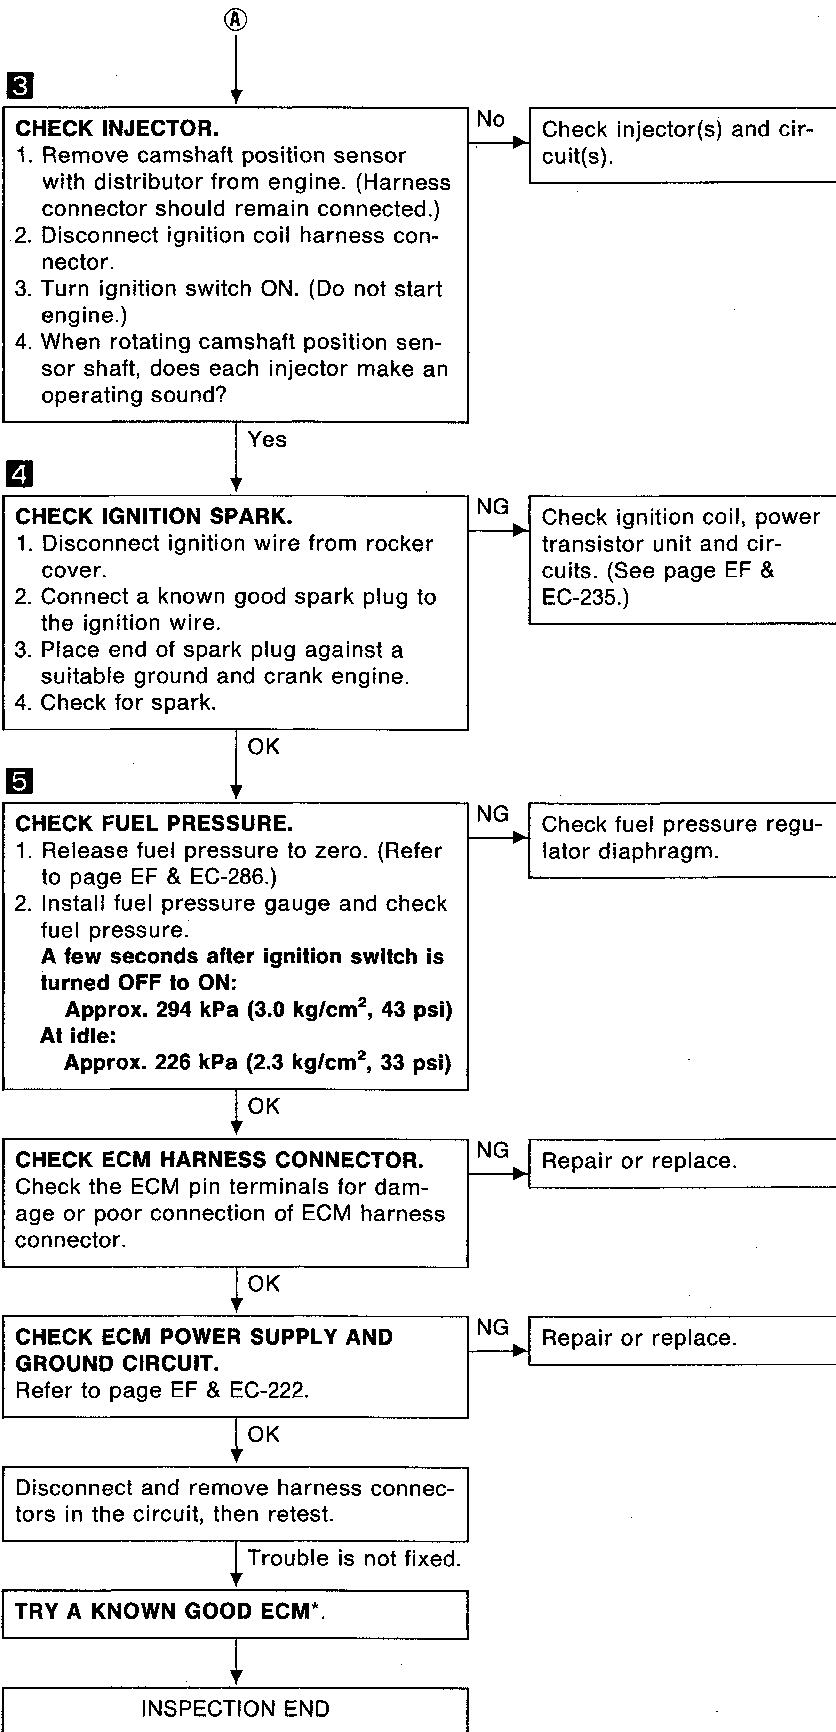 A
3
CHECK INJECTOR.
1. Remove camshaft position sensor
with distributor from engine. (Harness
connector should remain connected.)
2. Disconnect ignition coil harness con-
nector.
3. Turn ignition switch ON. (Do not start
engine.)
4. When rotating camshaft position sen-
sor shaft, does each injector make an
operating sound?
No
Check injector(s) and cir-
cuit(s).
Yes
4
CHECK IGNITION SPARK.
1. Disconnect ignition wire from rocker
cover.
2. Connect a known good spark plug to
the ignition wire.
3. Place end of spark plug against a
suitable ground and crank engine.
4. Check for spark.
NG
Check ignition coil, power
transistor unit and cir-
cuits. (See page EF &
EC-235.)
OK
5
CHECK FUEL PRESSURE.
1. Release fuel pressure to zero. (Refer
to page EF & EC-286.)
2. Install fuel pressure gauge and check
fuel pressure.
A few seconds after ignition switch is
turned OFF to ON:
Approx. 294 kPa (3.0 kg/cm², 43 psi)
At idle:
Approx. 226 kPa (2.3 kg/cm², 33 psi)
NG
Check fuel pressure regu-
lator diaphragm.
OK
CHECK ECM HARNESS CONNECTOR.
Check the ECM pin terminals for dam-
age or poor connection of ECM harness
connector.
NG
Repair or replace.
OK
CHECK ECM POWER SUPPLY AND
GROUND CIRCUIT.
Refer to page EF & EC-222.
NG
Repair or replace.
OK
Disconnect and remove harness connec-
tors in the circuit, then retest.
Trouble is not fixed.
TRY A KNOWN GOOD ECM*.
INSPECTION END